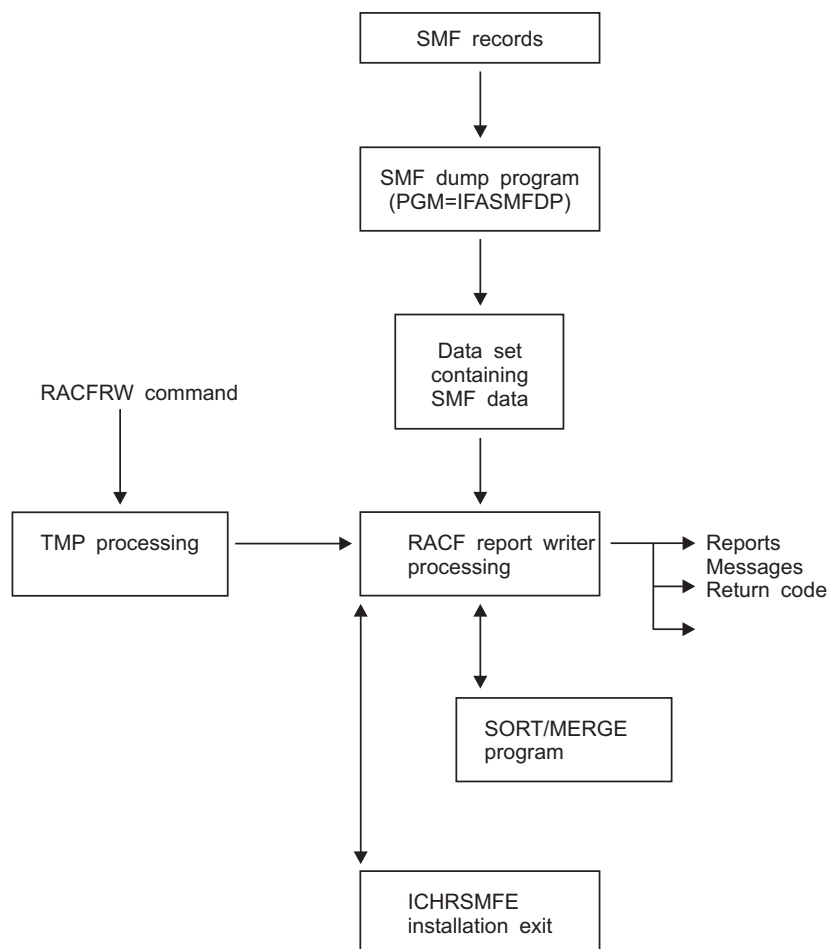 SMF records
SMF dump program
(PGM=IFASMFDP)
Data set
containing
SMF data
RACFRW command
TMP processing
RACF report writer
processing
Reports
Messages
Return code
SORT/MERGE
program
ICHRSMFE
installation exit